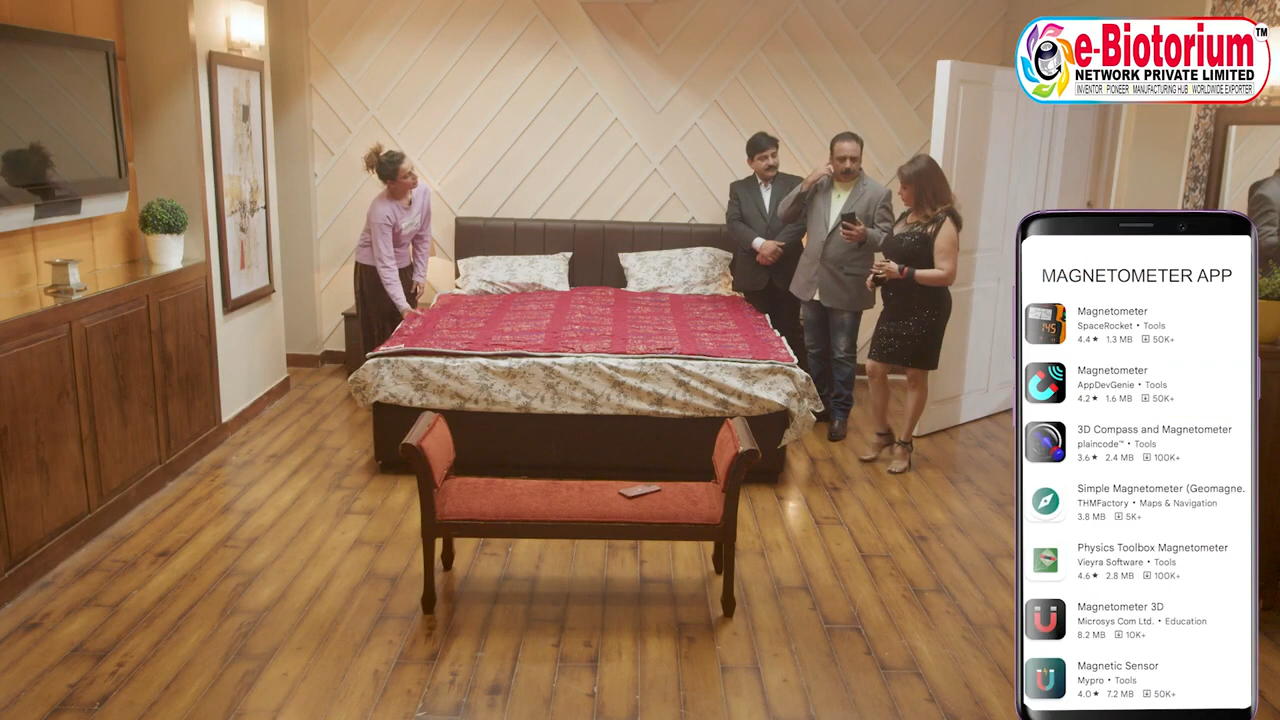 e-Biotorium TM
NETWORK PRIVATE LIMITED
INVENTOR PIONEER MANUFACTURING HUB WORLDWIDE EXPORTER
MAGNETOMETER APP
Magnetometer
SpaceRocket • Tools
4.4★ 1.3 MB 50K+
Magnetometer
AppDevGenie • Tools
4.2★ 1.6 MB 50K+
3D Compass and Magnetometer
plaincode™ • Tools
3.6★ 2.4 MB 100K+
Simple Magnetometer (Geomagne.
THMFactory • Maps & Navigation
3.8 MB 5K+
Physics Toolbox Magnetometer
Vieyra Software • Tools
4.6★ 2.8 MB 100K+
Magnetometer 3D
Microsys Com Ltd. • Education
8.2 MB 10K+
Magnetic Sensor
Mypro • Tools
4.0★ 7.2 MB 50K+